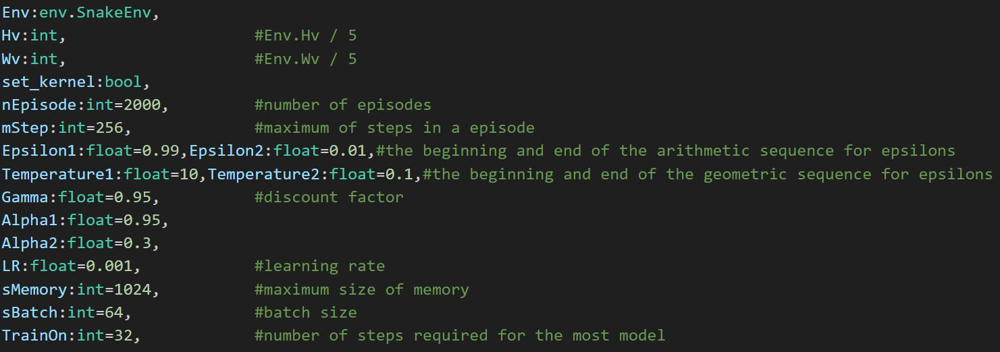 Env:env.SnakeEnv,
Hv:int, #Env.Hv / 5
Wv:int, #Env.Wv / 5
set_kernel:bool,
nEpisode:int=2000, #number of episodes
mStep:int=256, #maximum of steps in a episode
Epsilon1:float=0.99,Epsilon2:float=0.01,#the beginning and end of the arithmetic sequence for epsilons
Temperature1:float=10,Temperature2:float=0.1,#the beginning and end of the geometric sequence for epsilons
Gamma:float=0.95, #discount factor
Alpha1:float=0.95,
Alpha2:float=0.3,
LR:float=0.001, #learning rate
sMemory:int=1024, #maximum size of memory
sBatch:int=64, #batch size
TrainOn:int=32, #number of steps required for the most model